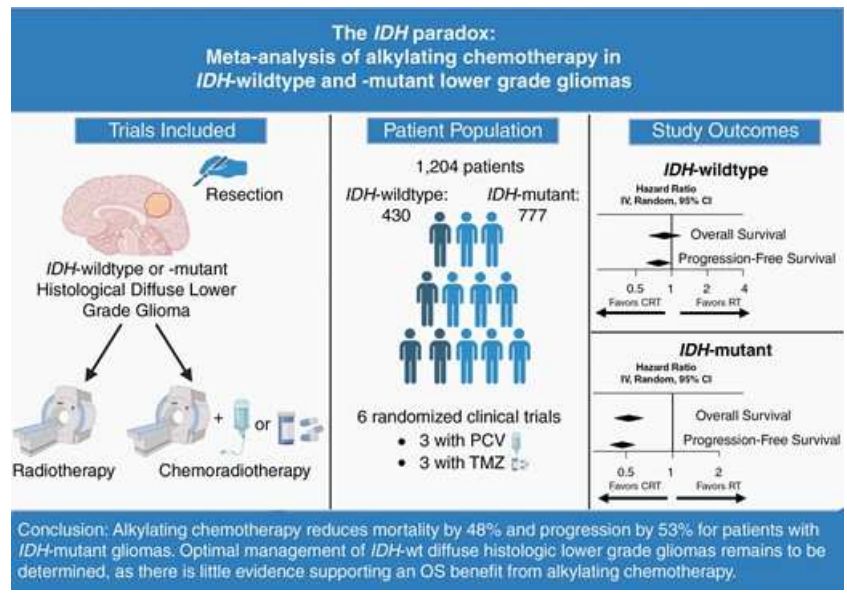 The IDH paradox:
Meta-analysis of alkylating chemotherapy in
IDH-wildtype and -mutant lower grade gliomas
Trials Included
Resection
IDH-wildtype or -mutant
Histological Diffuse Lower
Grade Glioma
+
or
Radiotherapy
Chemoradiotherapy
Patient Population
1,204 patients
IDH-wildtype: IDH-mutant:
430 777
6 randomized clinical trials
• 3 with PCV
• 3 with TMZ
Study Outcomes
IDH-wildtype
Hazard Ratio
IV, Random, 95% CI
Overall Survival
Progression-Free Survival
0.5 1 2 4
Favors CRT Favors RT
IDH-mutant
Hazard Ratio
IV, Random, 95% CI
Overall Survival
Progression-Free Survival
0.5 1 2
Favors CRT Favors RT
Conclusion: Alkylating chemotherapy reduces mortality by 48% and progression by 53% for patients with
IDH-mutant gliomas. Optimal management of IDH-wt diffuse histologic lower grade gliomas remains to be
determined, as there is little evidence supporting an OS benefit from alkylating chemotherapy.